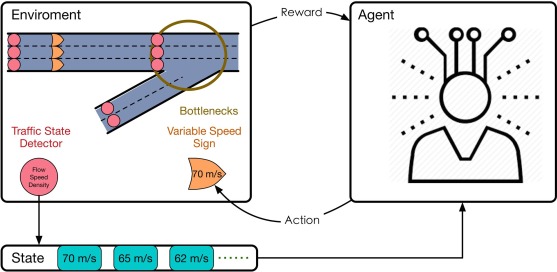 Enviroment
Reward
Agent
Bottlenecks
Traffic State
Detector
Variable Speed
Sign
Flow
Speed
Density
70 m/s
Action
State
70 m/s
65 m/s
62 m/s